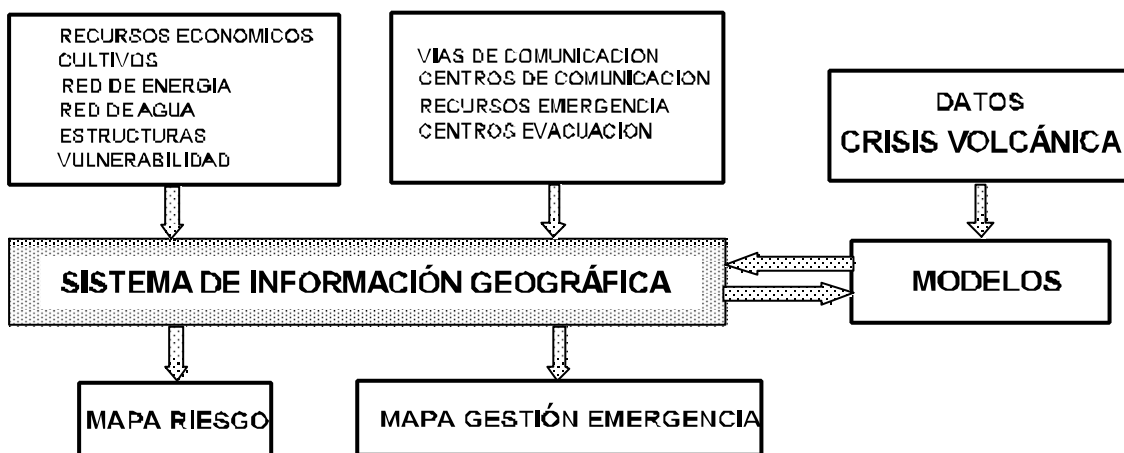 RECURSOS ECONOMICOS
CULTIVOS
RED DE ENERGIA
RED DE AGUA
ESTRUCTURAS
VULNERABILIDAD
VIAS DE COMUNICACION
CENTROS DE COMUNICACION
RECURSOS EMERGENCIA
CENTROS EVACUACION
DATOS
CRISIS VOLCÁNICA
SISTEMA DE INFORMACIÓN GEOGRÁFICA
MODELOS
MAPA RIESGO
MAPA GESTIÓN EMERGENCIA